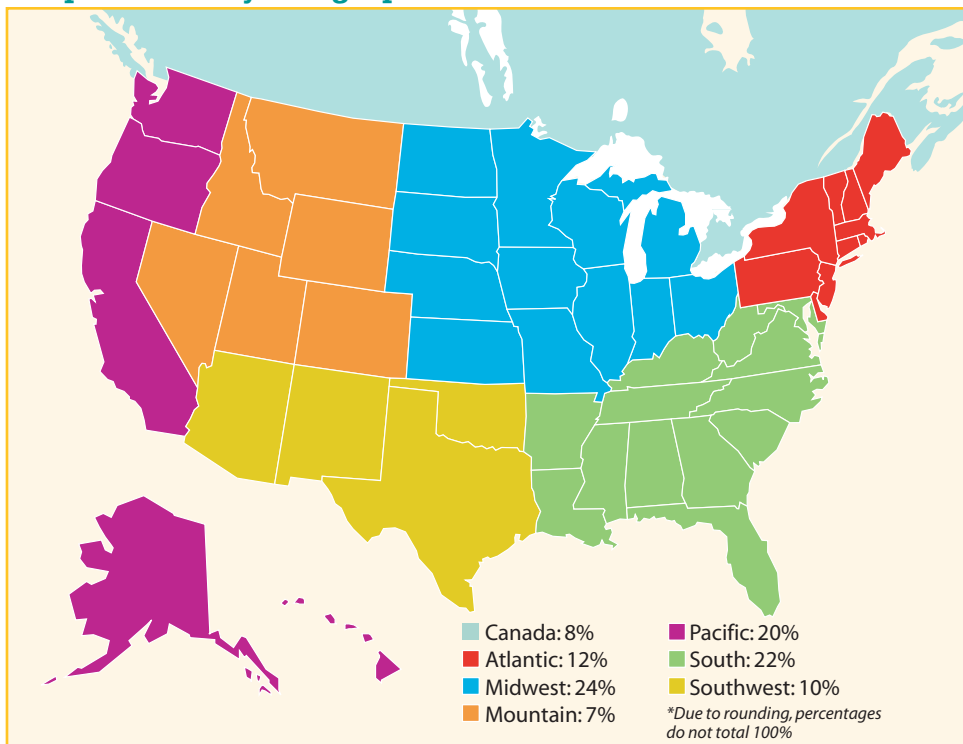 Canada: 8%
Atlantic: 12%
Midwest: 24%
Mountain: 7%
Pacific: 20%
South: 22%
Southwest: 10%
*Due to rounding, percentages
do not total 100%